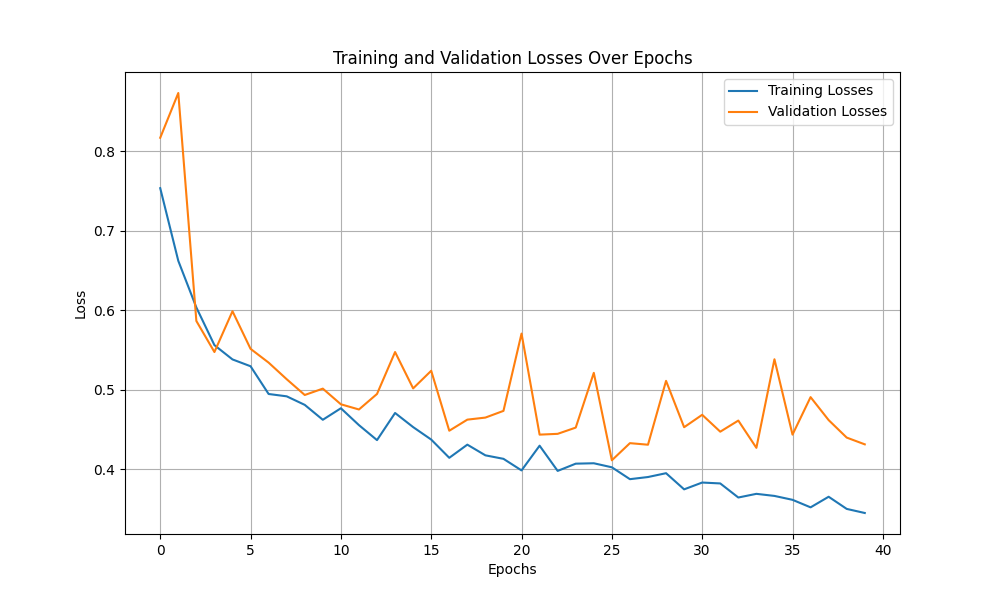 Training and Validation Losses Over Epochs
Training Losses
Validation Losses
Loss
0.8
0.7
0.6
0.5
0.4
0 5 10 15 20 25 30 35 40
Epochs